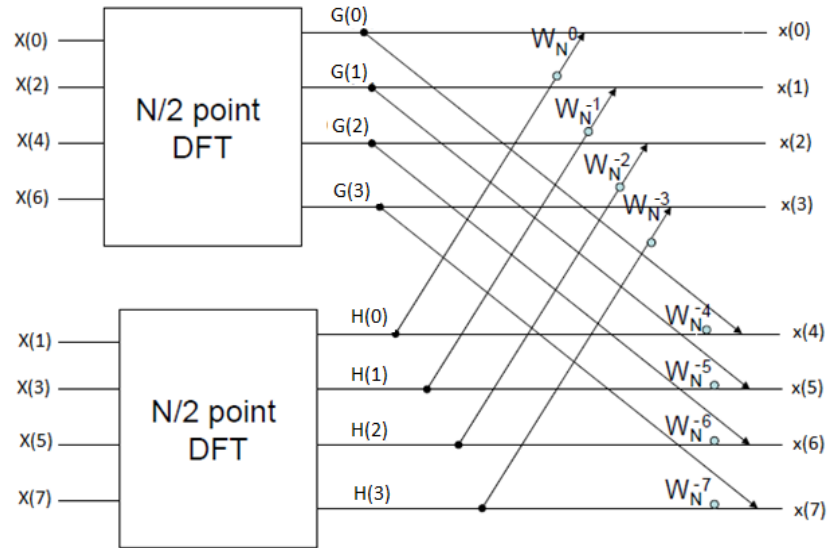 G(0)
X(0)
W_N^0
x(0)
G(1)
X(2)
x(1)
N/2 point
DFT
W_N^-1
G(2)
X(4)
x(2)
W_N^-2
G(3)
X(6)
W_N^-3
x(3)
H(0)
X(1)
W_N^-4
x(4)
H(1)
X(3)
W_N^-5
x(5)
N/2 point
DFT
H(2)
X(5)
W_N^-6
x(6)
H(3)
X(7)
W_N^-7
x(7)